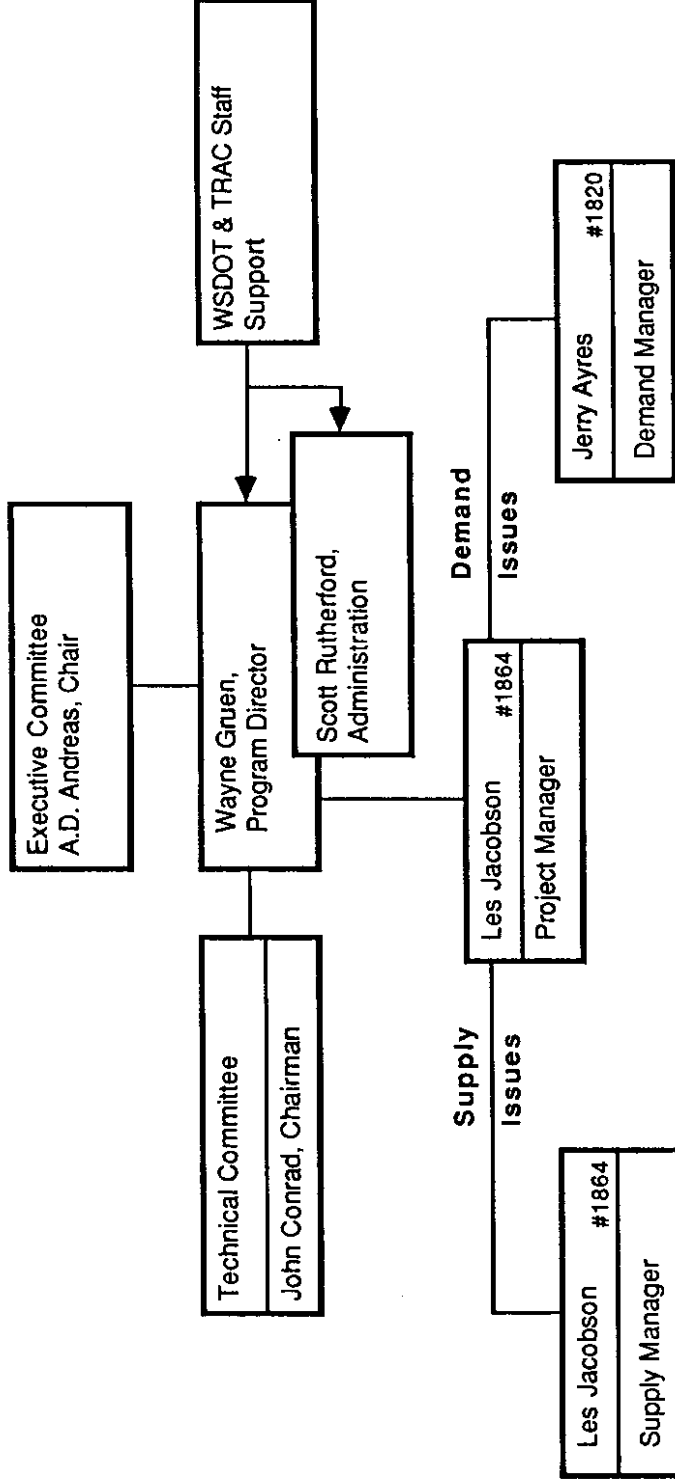 Executive Committee
A.D. Andreas, Chair
Technical Committee
John Conrad, Chairman
Wayne Gruen,
Program Director
WSDOT & TRAC Staff
Support
Scott Rutherford,
Administration
Supply
Issues
Les Jacobson
#1864
Project Manager
Demand
Issues
Les Jacobson
#1864
Supply Manager
Jerry Ayres
#1820
Demand Manager